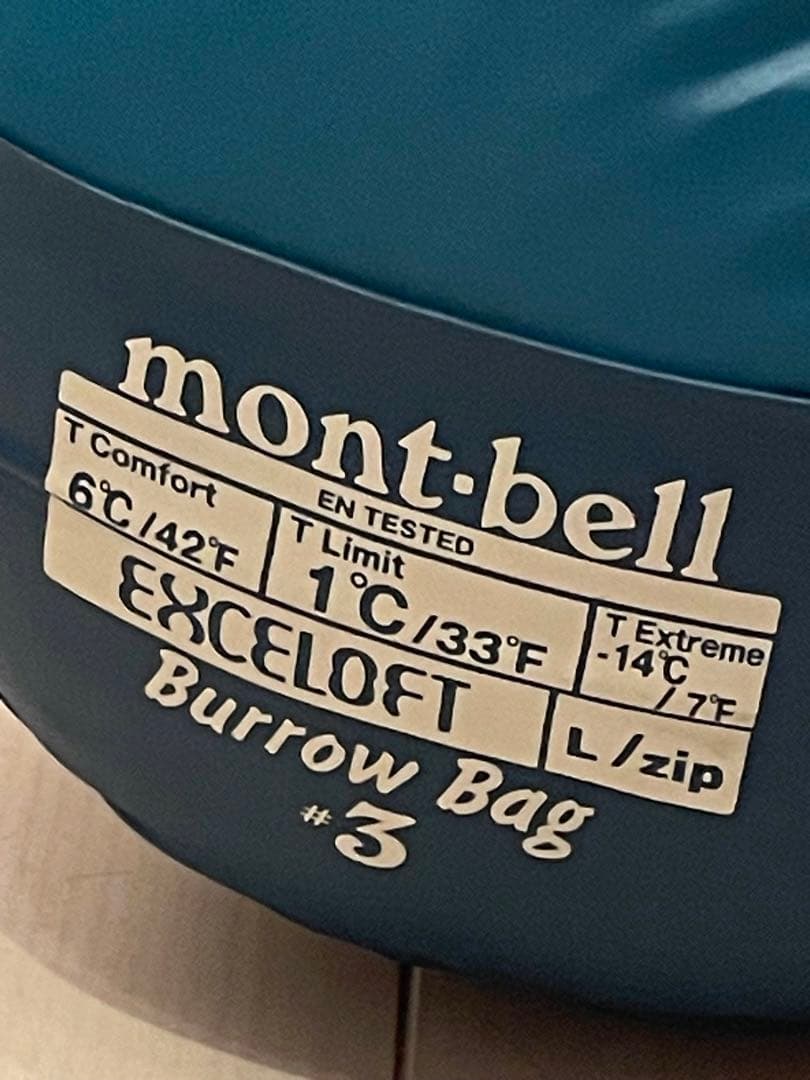 mont-bell
EN TESTED
T Comfort
6℃/42°F
T Limit
1℃/33°F
T Extreme
-14℃
/7°F
EXCELOFT
L/zip
Burrow Bag
#3